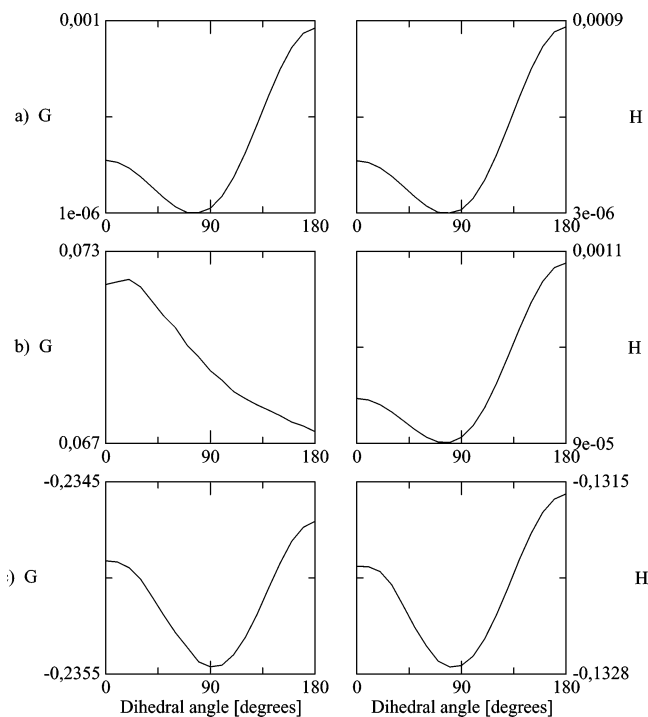 0,001
0,0009
a) G
H
1e-06
3e-06
0 90 180
0 90 180
0,073
0,0011
b) G
H
0,067
9e-05
0 90 180
0 90 180
-0,2345
-0,1315
) G
H
-0,2355
-0,1328
0 90 180
0 90 180
Dihedral angle [degrees]
Dihedral angle [degrees]